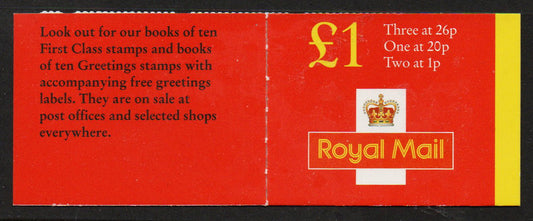 Look out for our books of ten
First Class stamps and books
of ten Greetings stamps with
accompanying free greetings
labels. They are on sale at
post offices and selected shops
everywhere.
£1
Three at 26p
One at 20p
Two at 1p
Royal Mail